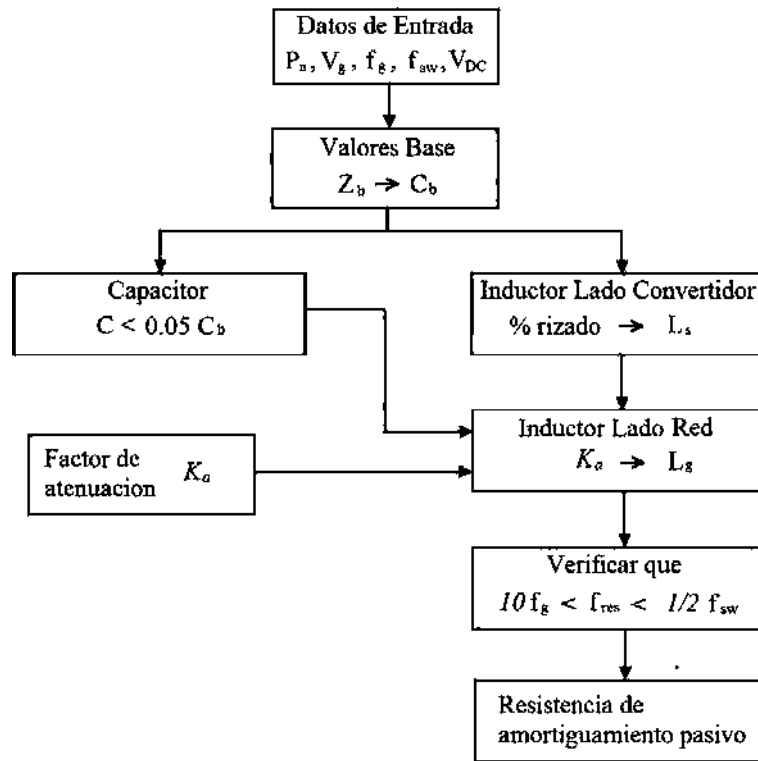 Datos de Entrada
Pn, Vg, fg, fsw, VDC
Valores Base
Zb → Cb
Capacitor
C < 0.05 Cb
Inductor Lado Convertidor
% rizado → Ls
Factor de
atenuacion Ka
Inductor Lado Red
Ka → Lg
Verificar que
10 fg < fres < 1/2 fsw
Resistencia de
amortiguamiento pasivo